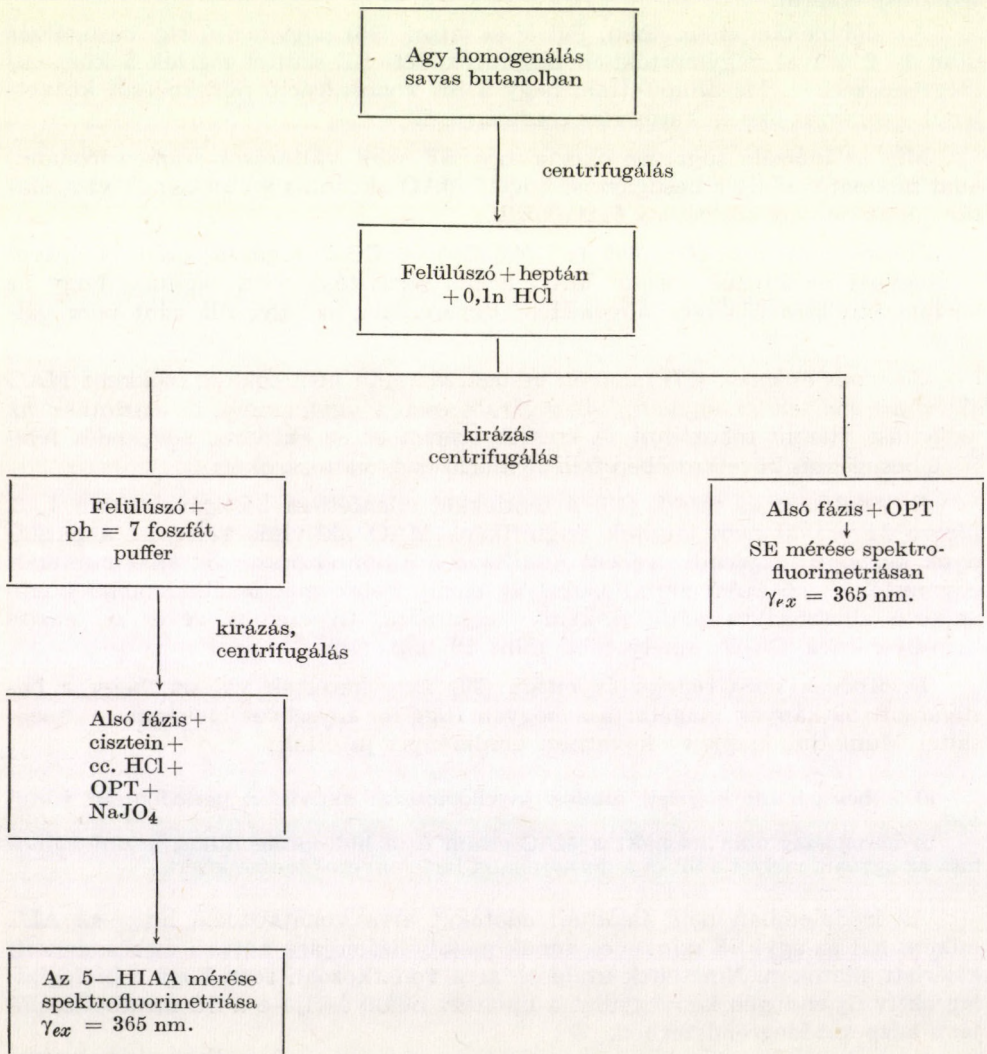 Agy homogenálás
savas butanolban
centrifugálás
Felülúszó + heptán
+ 0,1n HCl
kirázás
centrifugálás
Felülúszó +
ph = 7 foszfát
puffer
Alsó fázis + OPT
↓
SE mérése spektro-
fluorimetriásan
γex = 365 nm.
kirázás,
centrifugálás
Alsó fázis +
cisztein +
cc. HCl +
OPT +
NaJO4
Az 5—HIAA mérése
spektrofluorimetriása
γex = 365 nm.